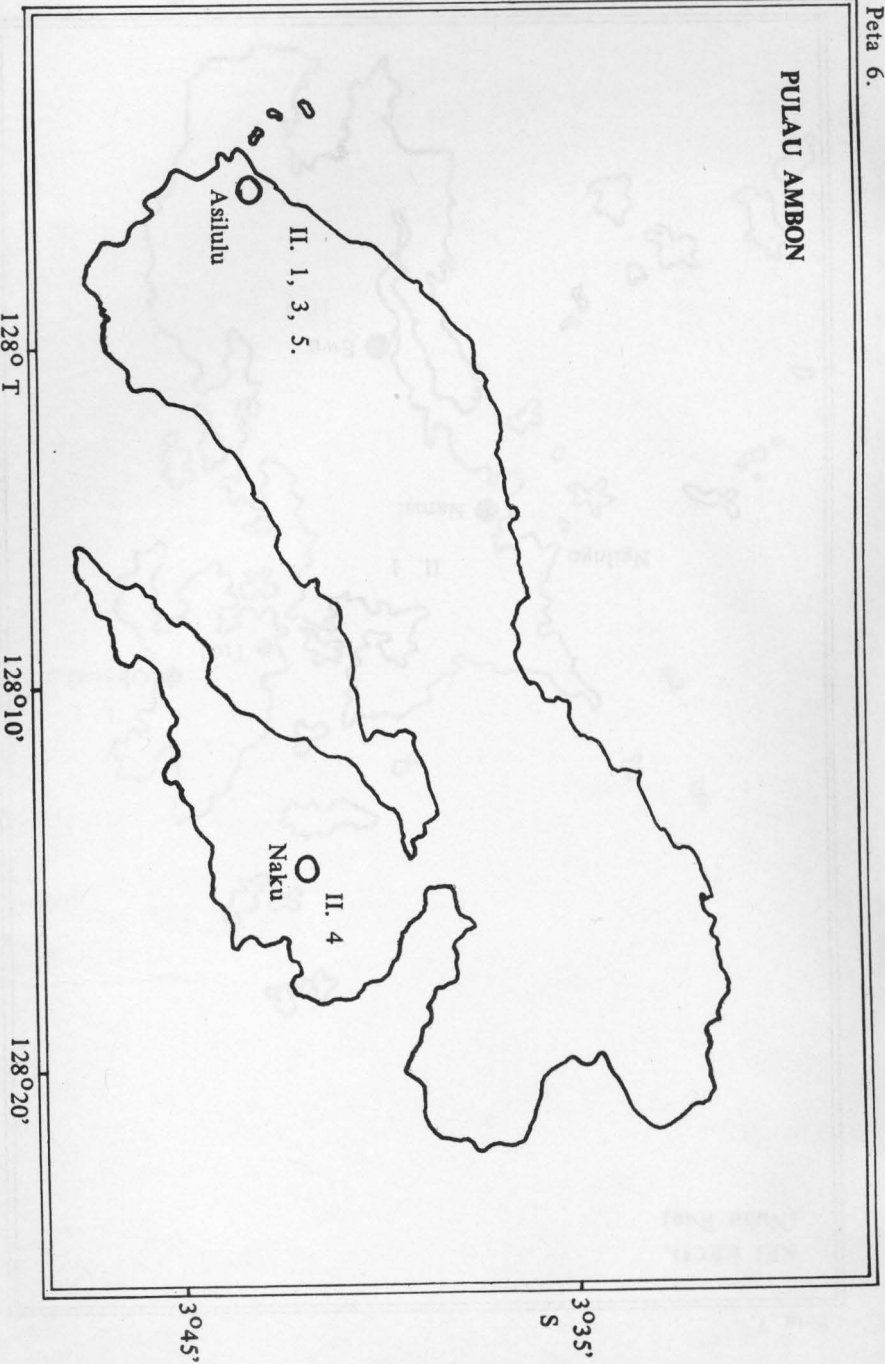 Peta 6.
PULAU AMBON
3°35'
S
II. 1, 3, 5.
Asilulu
II. 4
Naku
3°45'
128° T
128°10'
128°20'